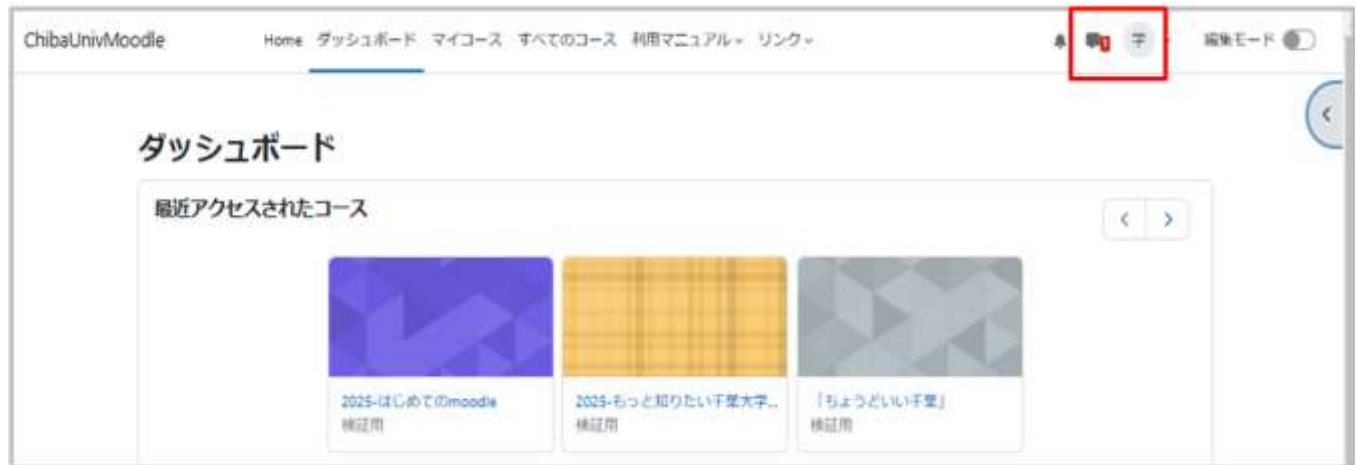 ChibaUnivMoodle Home ダッシュボード マイコース すべてのコース 利用マニュアル リンク 編集モード
ダッシュボード
最近アクセスされたコース
2025-はじめてのmoodle 2025-もっと知りたい千葉大学... 「ちょうどいい千葉」
検証用 検証用 検証用